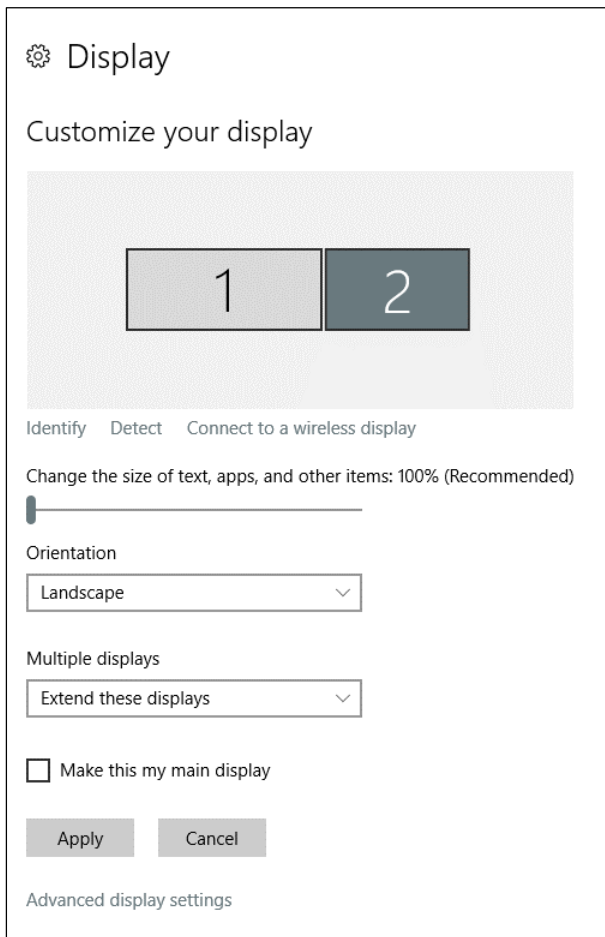 Display
Customize your display
1 2
Identify Detect Connect to a wireless display
Change the size of text, apps, and other items: 100% (Recommended)
Orientation
Landscape
Multiple displays
Extend these displays
Make this my main display
Apply Cancel
Advanced display settings